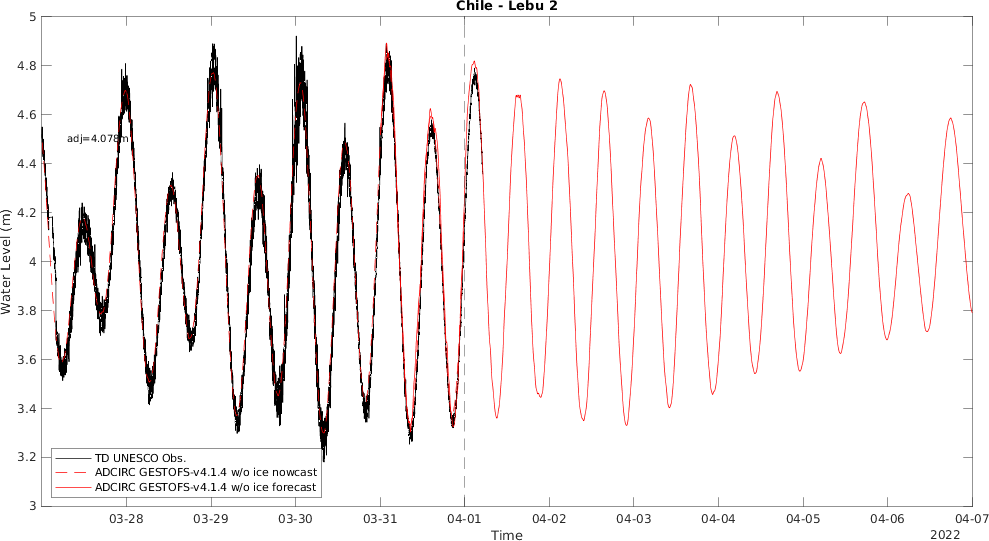 Chile - Lebu 2
5
4.8
4.6
adj=4.078m
4.4
4.2
4
3.8
3.6
3.4
3.2
3
Water Level (m)
TD UNESCO Obs.
ADCIRC GESTOFS-v4.1.4 w/o ice nowcast
ADCIRC GESTOFS-v4.1.4 w/o ice forecast
03-28 03-29 03-30 03-31 04-01 04-02 04-03 04-04 04-05 04-06 04-07
Time
2022